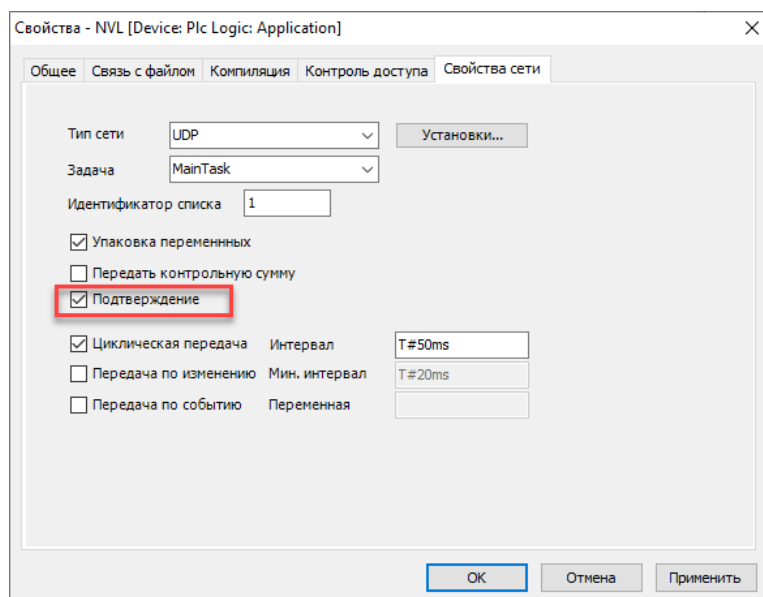 Свойства - NVL [Device: Plc Logic: Application]
Общее Связь с файлом Компиляция Контроль доступа Свойства сети
Тип сети UDP Установки...
Задача MainTask
Идентификатор списка 1
Упаковка переменнных
Передать контрольную сумму
Подтверждение
Циклическая передача Интервал T#50ms
Передача по изменению Мин. интервал T#20ms
Передача по событию Переменная
OK Отмена Применить